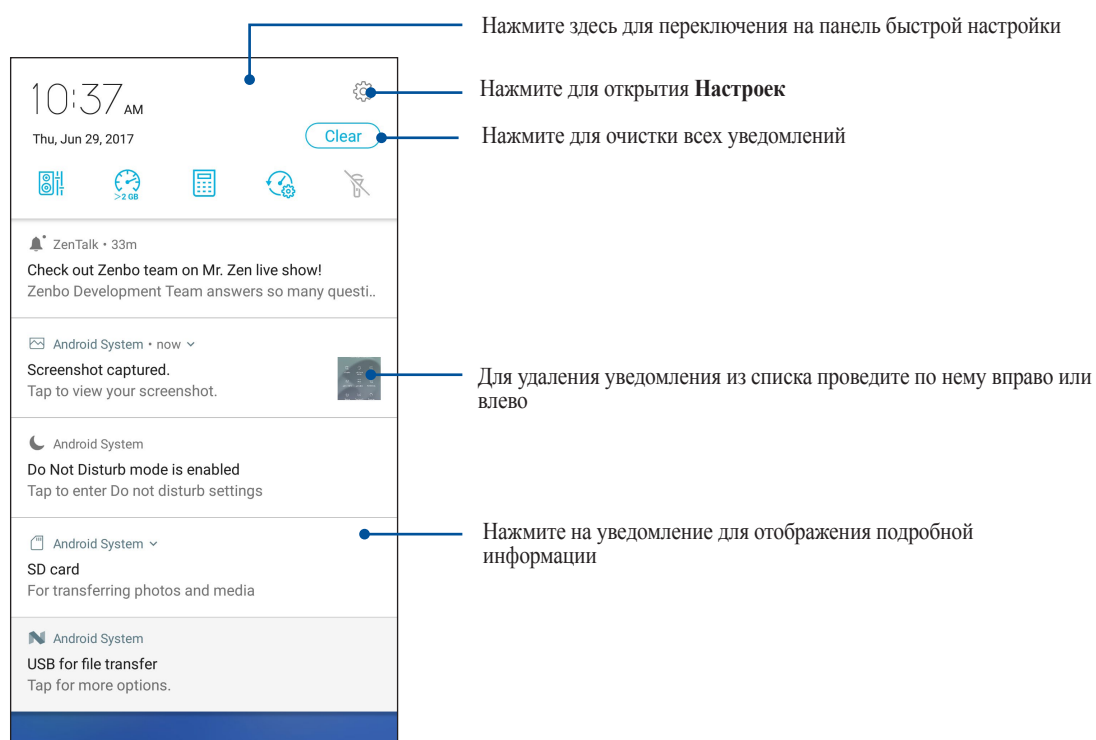 Нажмите здесь для переключения на панель быстрой настройки
10:37 AM
Нажмите для открытия Настроек
Thu, Jun 29, 2017
Clear
Нажмите для очистки всех уведомлений
>2 GB
ZenTalk • 33m
Check out Zenbo team on Mr. Zen live show!
Zenbo Development Team answers so many questi..
Android System • now
Screenshot captured.
Tap to view your screenshot.
Для удаления уведомления из списка проведите по нему вправо или
влево
Android System
Do Not Disturb mode is enabled
Tap to enter Do not disturb settings
Нажмите на уведомление для отображения подробной
информации
Android System
SD card
For transferring photos and media
Android System
USB for file transfer
Tap for more options.